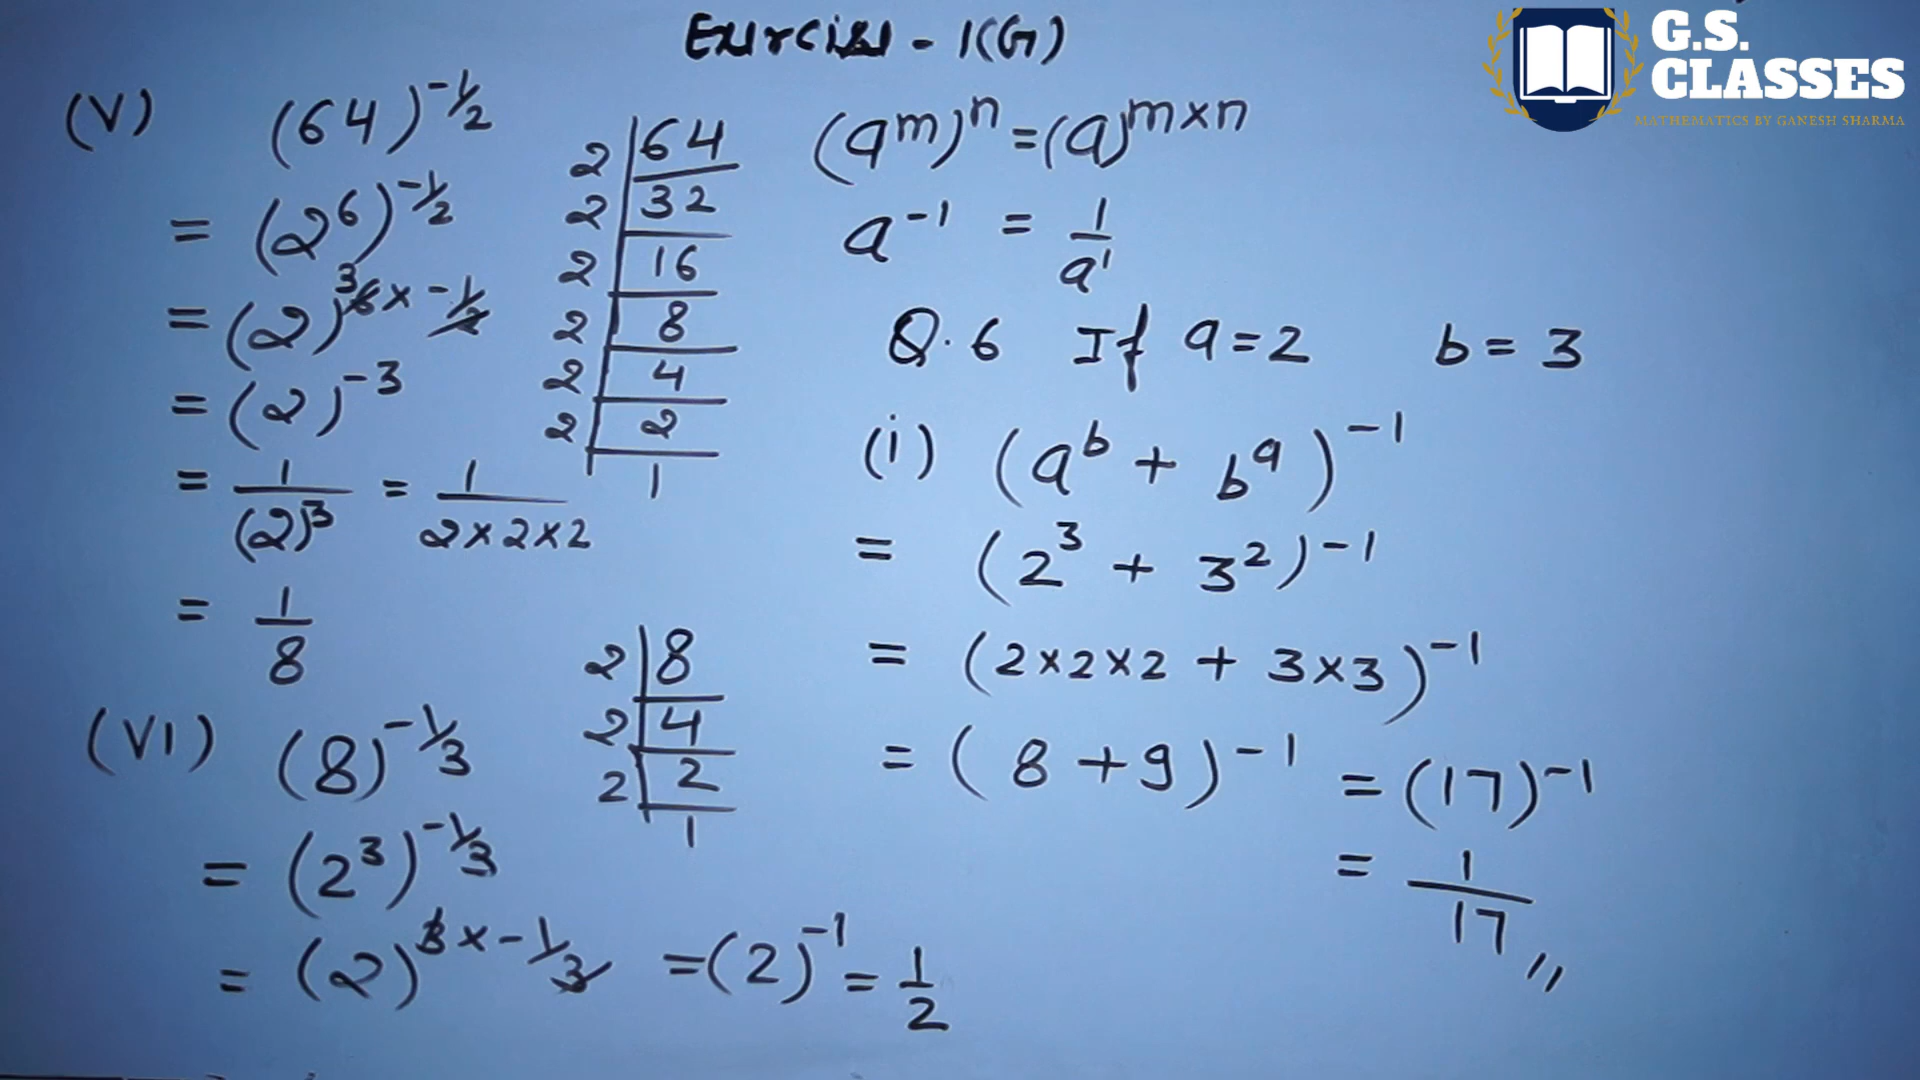 Exercise - 1(G)
G.S.
CLASSES
MATHEMATICS BY GANESH SHARMA
(V) (64)^-1/2
= (2^6)^-1/2
= (2)^6 × -1/2 3
= (2)^-3
= 1/(2)^3 = 1/2×2×2
= 1/8
2 | 64
2 | 32
2 | 16
2 | 8
2 | 4
2 | 2
1
(VI) (8)^-1/3
= (2^3)^-1/3
= (2)^3 × -1/3 = (2)^-1 = 1/2
2 | 8
2 | 4
2 | 2
1
(a^m)^n = (a)^m×n
a^-1 = 1/a^1
Q.6 If a=2 b=3
(i) (a^b + b^a)^-1
= (2^3 + 3^2)^-1
= (2×2×2 + 3×3)^-1
= (8+9)^-1 = (17)^-1
= 1/17 //